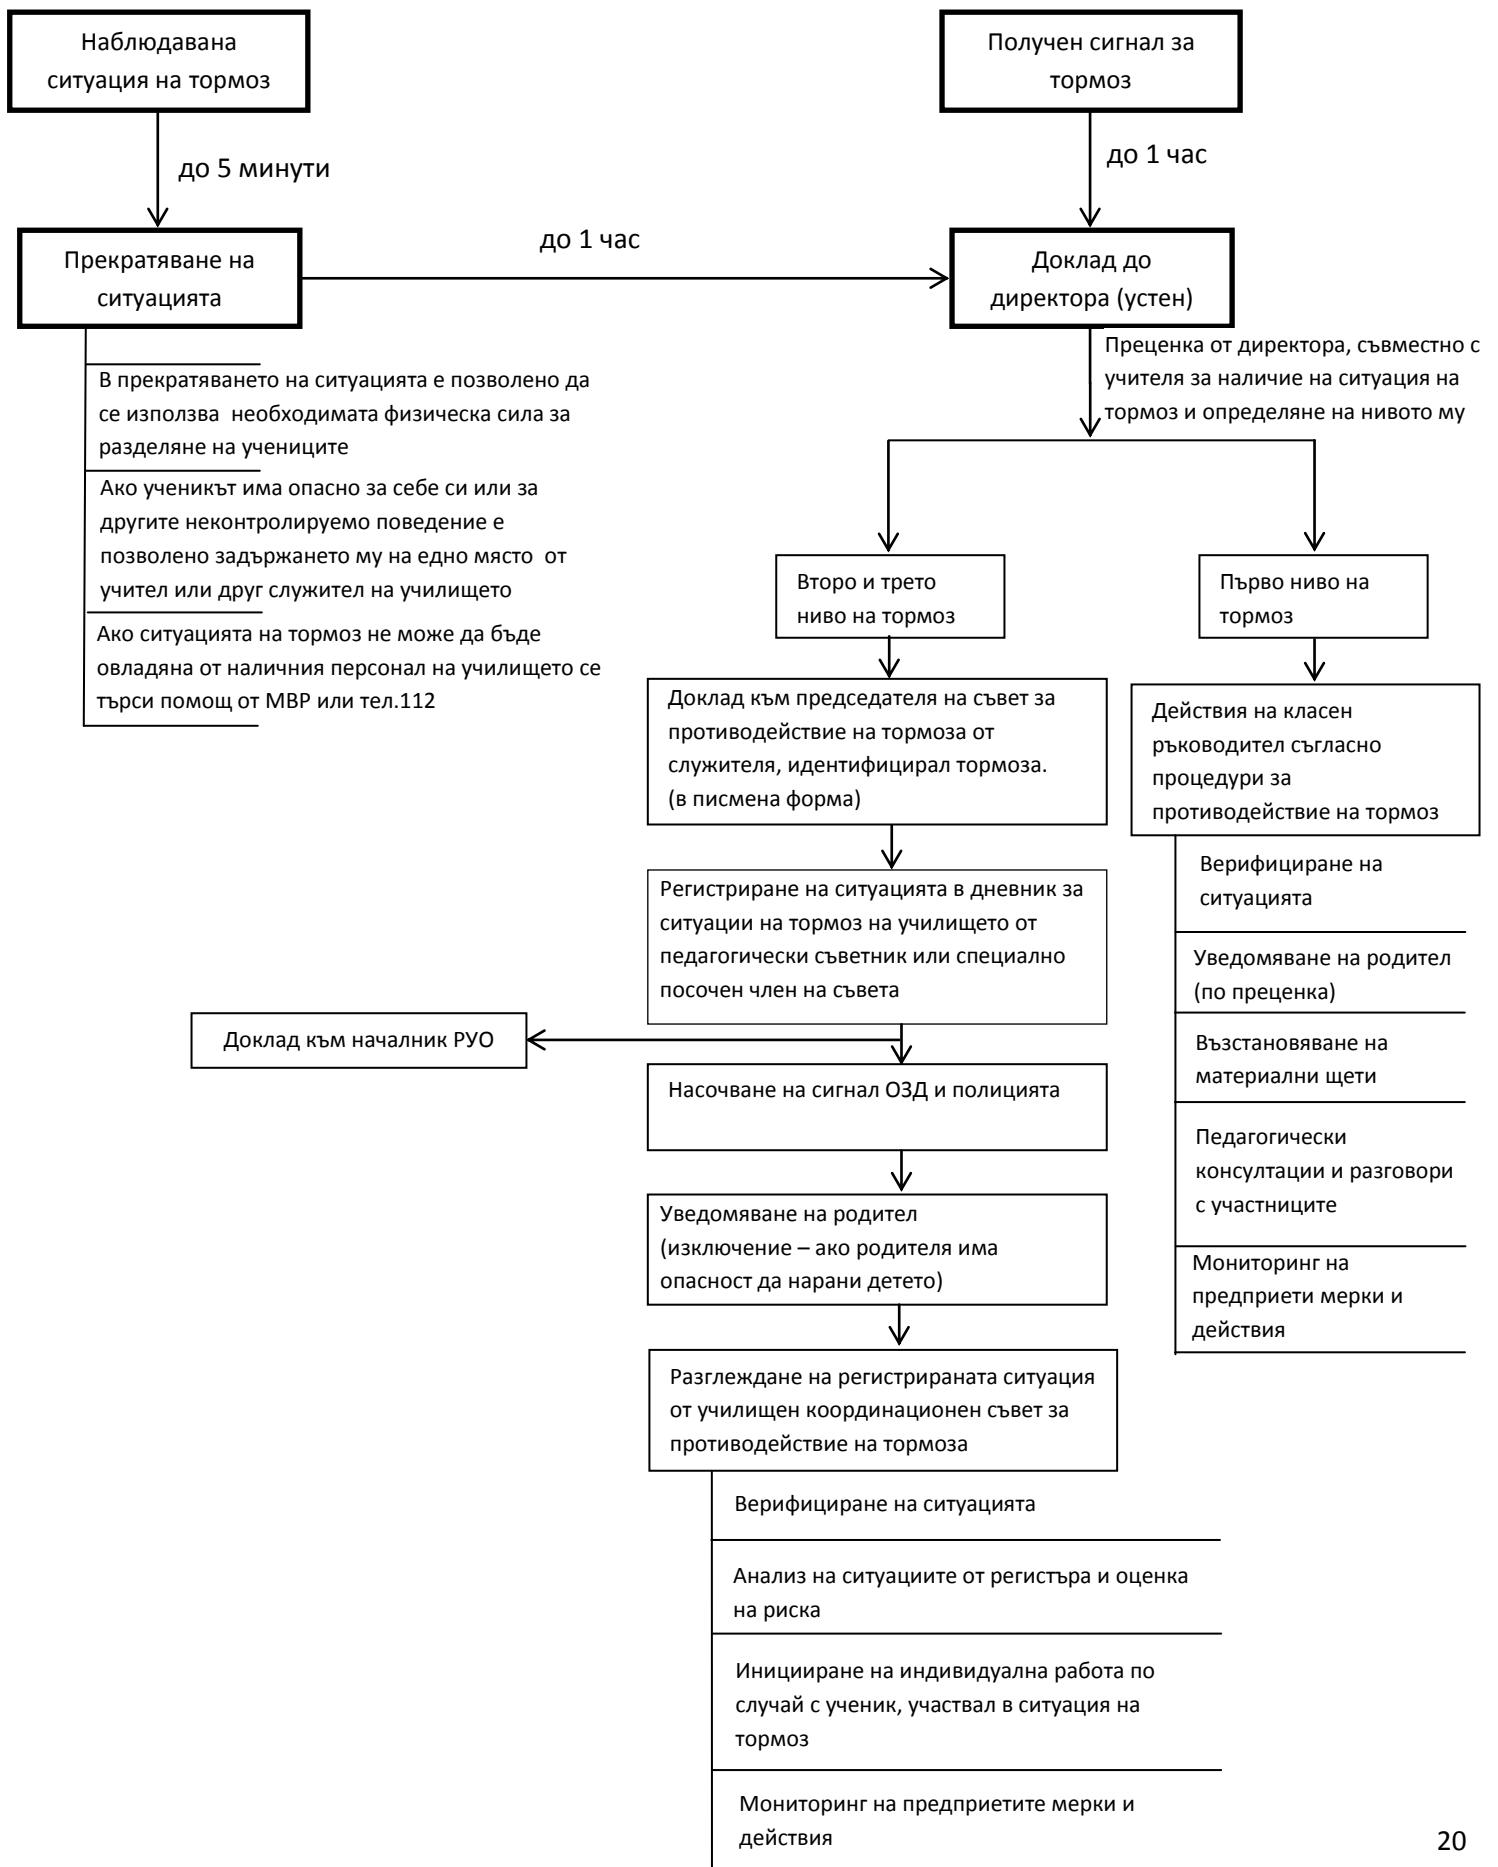 Наблюдавана
ситуация на тормоз
Получен сигнал за
тормоз
до 5 минути
до 1 час
Прекратяване на
ситуацията
до 1 час
Доклад до
директора (устен)
Преценка от директора, съвместно с
учителя за наличие на ситуация на
тормоз и определяне на нивото му
В прекратяването на ситуацията е позволено да
се използва необходимата физическа сила за
разделяне на учениците
Ако ученикът има опасно за себе си или за
другите неконтролируемо поведение е
позволено задържането му на едно място от
учител или друг служител на училището
Ако ситуацията на тормоз не може да бъде
овладяна от наличния персонал на училището се
търси помощ от МВР или тел.112
Второ и трето
ниво на тормоз
Първо ниво на
тормоз
Доклад към председателя на съвет за
противодействие на тормоза от
служителя, идентифицирал тормоза.
(в писмена форма)
Действия на класен
ръководител съгласно
процедури за
противодействие на тормоз
Регистриране на ситуацията в дневник за
ситуации на тормоз на училището от
педагогически съветник или специално
посочен член на съвета
Верифициране на
ситуацията
Уведомяване на родител
(по преценка)
Възстановяване на
материални щети
Педагогически
консултации и разговори
с участниците
Мониторинг на
предприети мерки и
действия
Доклад към началник РУО
Насочване на сигнал ОЗД и полицията
Уведомяване на родител
(изключение – ако родителя има
опасност да нарани детето)
Разглеждане на регистрираната ситуация
от училищен координационен съвет за
противодействие на тормоза
Верифициране на ситуацията
Анализ на ситуациите от регистъра и оценка
на риска
Иницииране на индивидуална работа по
случай с ученик, участвал в ситуация на
тормоз
Мониторинг на предприетите мерки и
действия
20